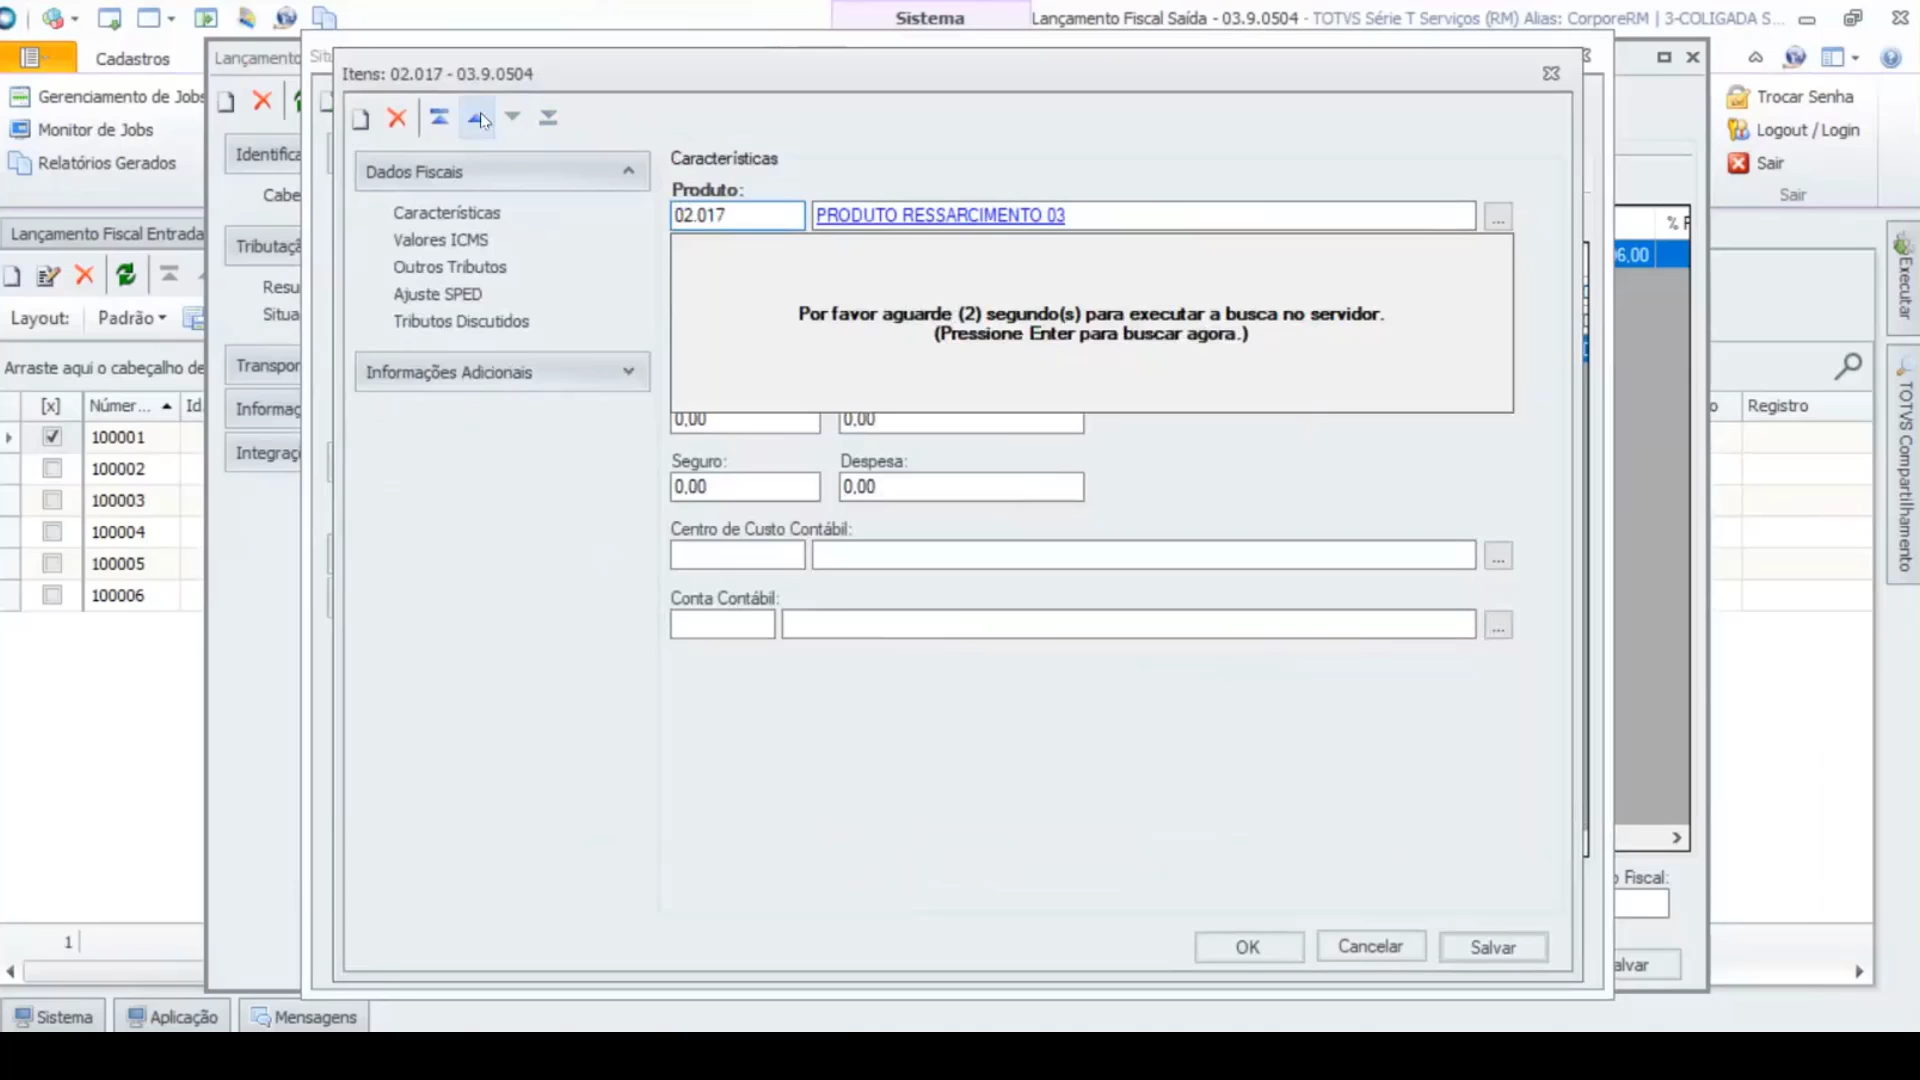 Sistema
Lançamento Fiscal Saída - 03.9.0504 - TOTVS Série T Serviços (RM) Alias: CorporeRM | 3-COLIGADA S...
Cadastros
Gerenciamento de Jobs
Monitor de Jobs
Relatórios Gerados
Trocar Senha
Logout / Login
Sair
Sair
Lançamento Fiscal Entrada
Layout: Padrão
Arraste aqui o cabeçalho de
[x] Númer... Id
100001
100002
100003
100004
100005
100006
1
Lançamento
Identifica
Cabe
Tributaçã
Resu
Situa
Transpor
Informaç
Integraçã
Itens: 02.017 - 03.9.0504
Dados Fiscais
Características
Valores ICMS
Outros Tributos
Ajuste SPED
Tributos Discutidos
Informações Adicionais
Características
Produto:
02.017 PRODUTO RESSARCIMENTO 03 ...
Por favor aguarde (2) segundo(s) para executar a busca no servidor.
(Pressione Enter para buscar agora.)
0,00 0,00
Seguro: Despesa:
0,00 0,00
Centro de Custo Contábil:
...
Conta Contábil:
...
OK Cancelar Salvar
6,00
Fiscal:
alvar
Registro
Executar
TOTVS Compartilhamento
Sistema Aplicação Mensagens